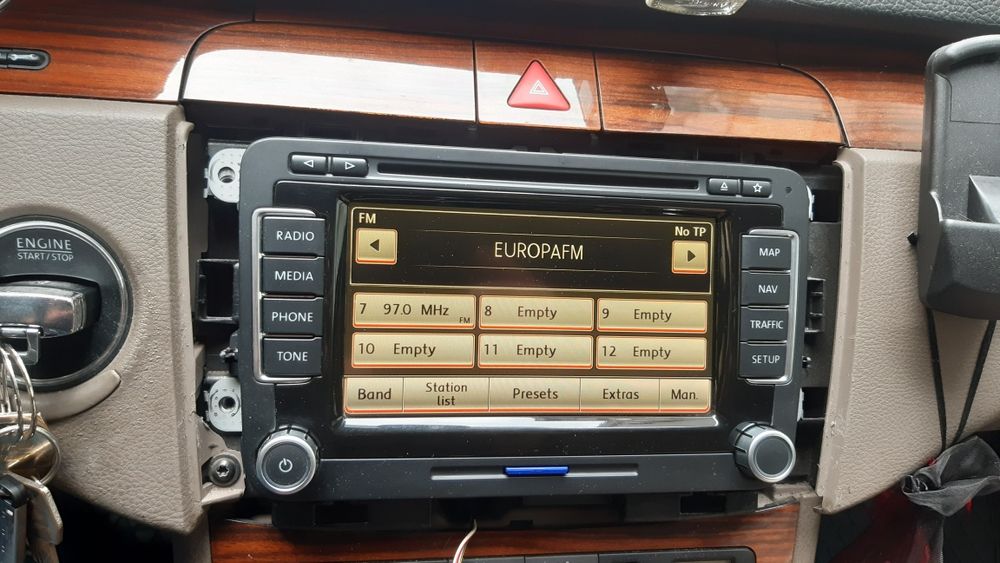 ENGINE
START/STOP
RADIO
MEDIA
PHONE
TONE
FM
No TP
EUROPAFM
7 97.0 MHz FM
8 Empty
9 Empty
10 Empty
11 Empty
12 Empty
Band
Station
list
Presets
Extras
Man.
MAP
NAV
TRAFFIC
SETUP